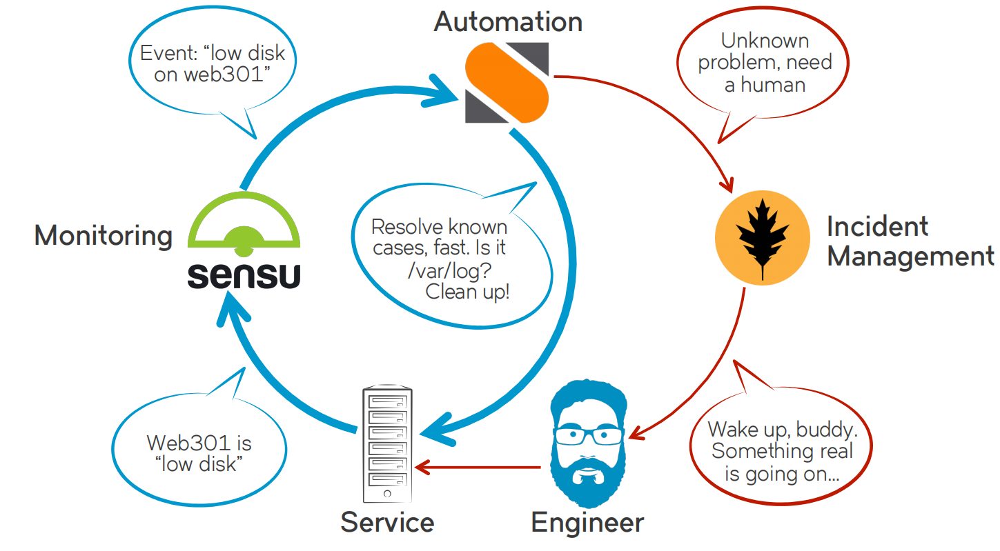 Automation
Event: “low disk
on web301”
Unknown
problem, need
a human
Monitoring
sensu
Resolve known
cases, fast. Is it
/var/log?
Clean up!
Incident
Management
Web301 is
“low disk”
Wake up, buddy.
Something real
is going on...
Service
Engineer